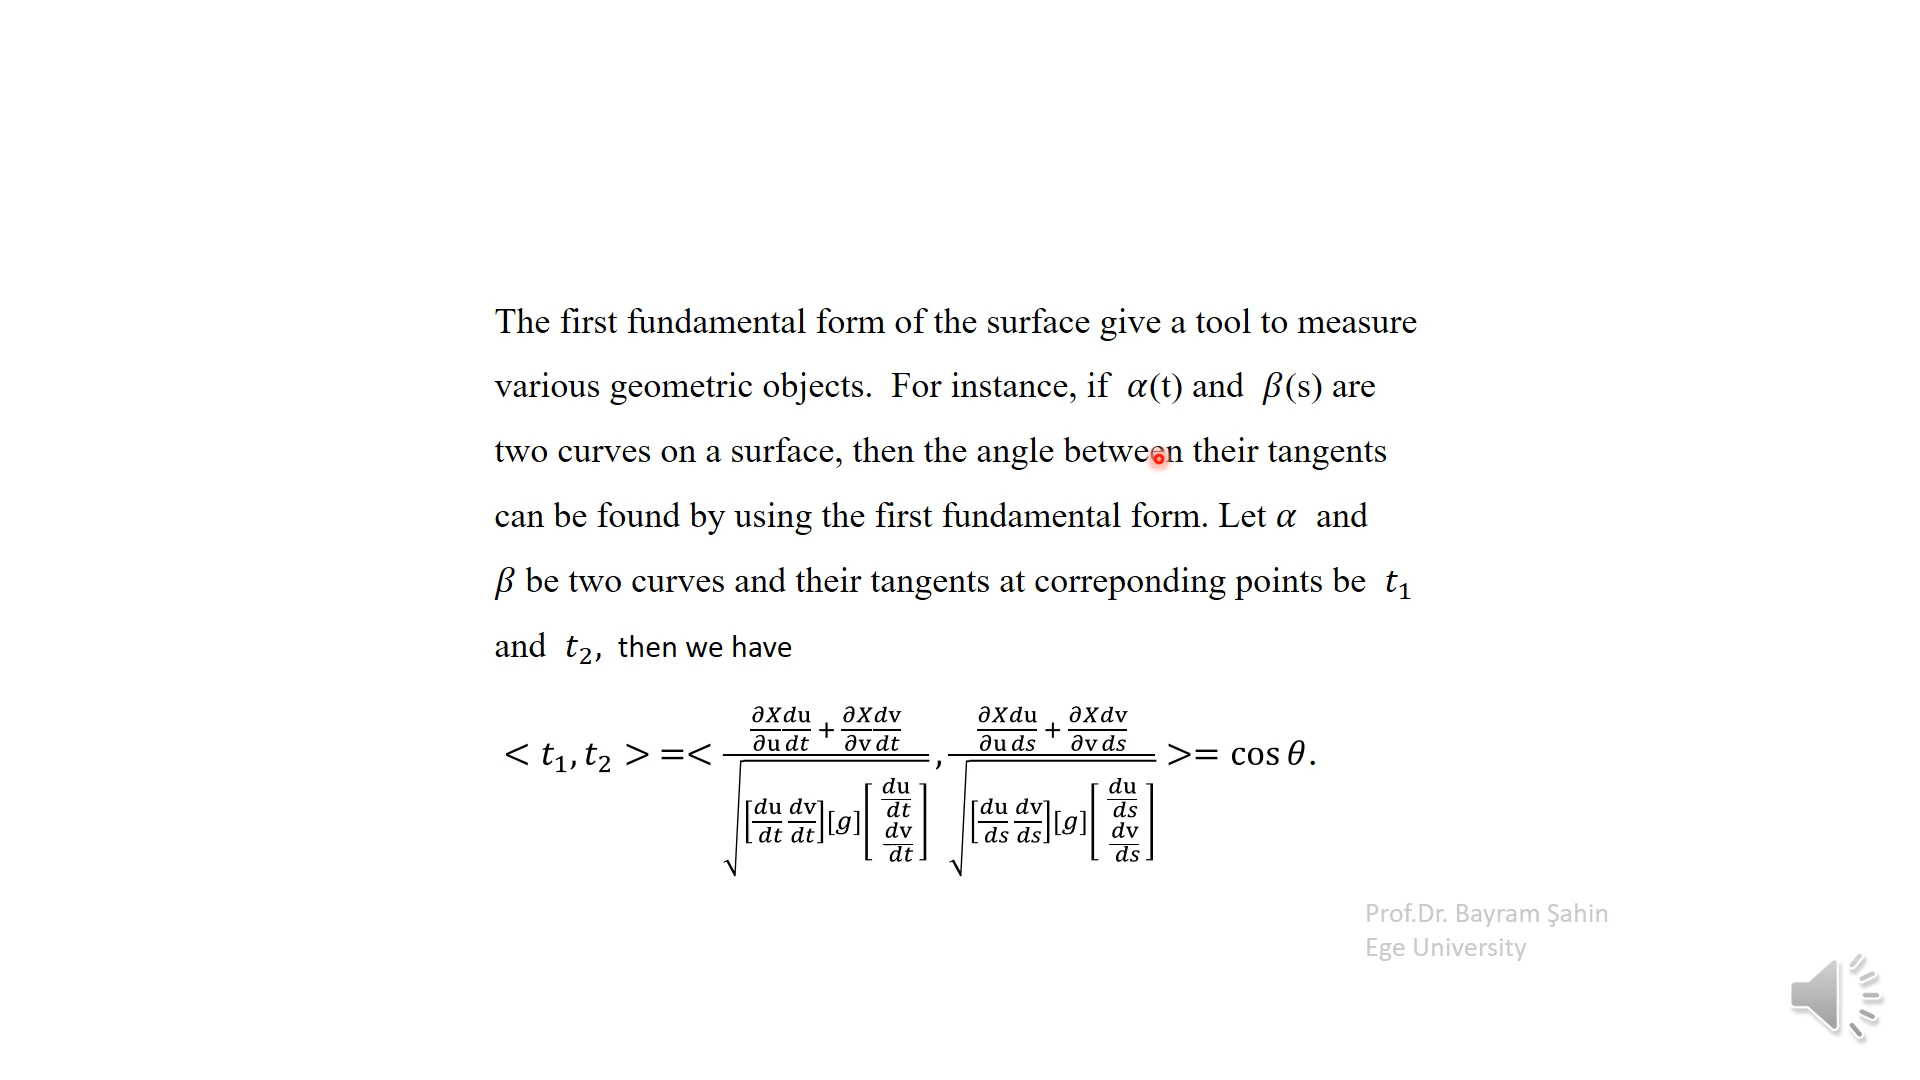 The first fundamental form of the surface give a tool to measure
various geometric objects. For instance, if α(t) and β(s) are
two curves on a surface, then the angle between their tangents
can be found by using the first fundamental form. Let α and
β be two curves and their tangents at correponding points be t₁
and t₂, then we have
< t₁, t₂ > =< (∂X/∂u du/dt + ∂X/∂v dv/dt) / √([du/dt dv/dt][g][du/dt dv/dt]) , (∂X/∂u du/ds + ∂X/∂v dv/ds) / √([du/ds dv/ds][g][du/ds dv/ds]) >= cos θ.
Prof.Dr. Bayram Şahin
Ege University